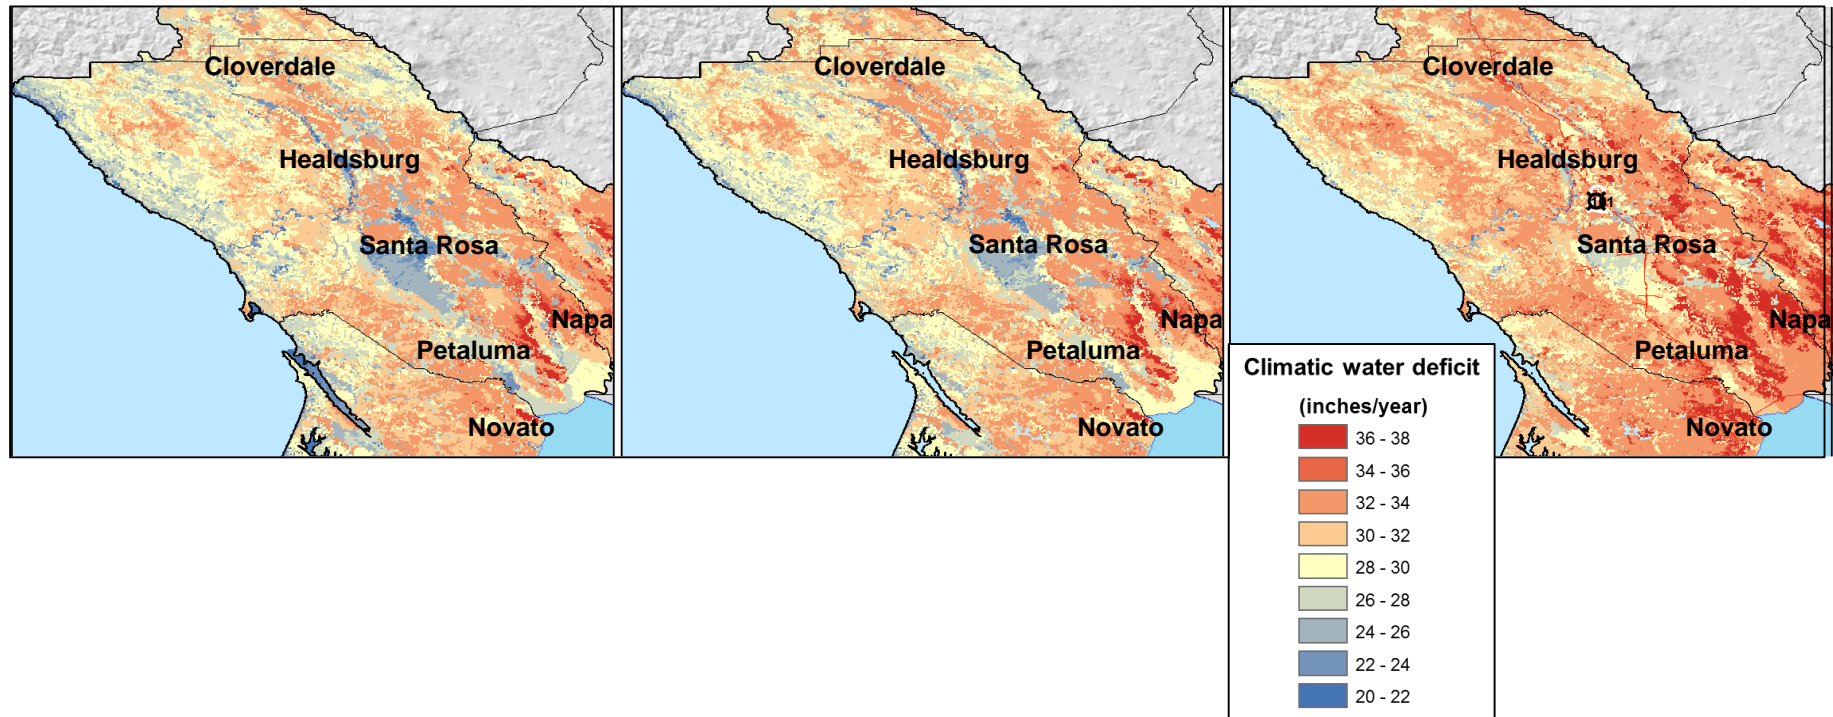 Cloverdale
Healdsburg
Santa Rosa
Napa
Petaluma
Novato
Cloverdale
Healdsburg
Santa Rosa
Napa
Petaluma
Novato
Cloverdale
Healdsburg
Santa Rosa
Napa
Petaluma
Novato
Climatic water deficit
(inches/year)
36 - 38
34 - 36
32 - 34
30 - 32
28 - 30
26 - 28
24 - 26
22 - 24
20 - 22